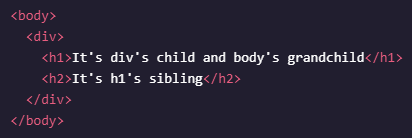 <body>
  <div>
    <h1>It's div's child and body's grandchild</h1>
    <h2>It's h1's sibling</h2>
  </div>
</body>